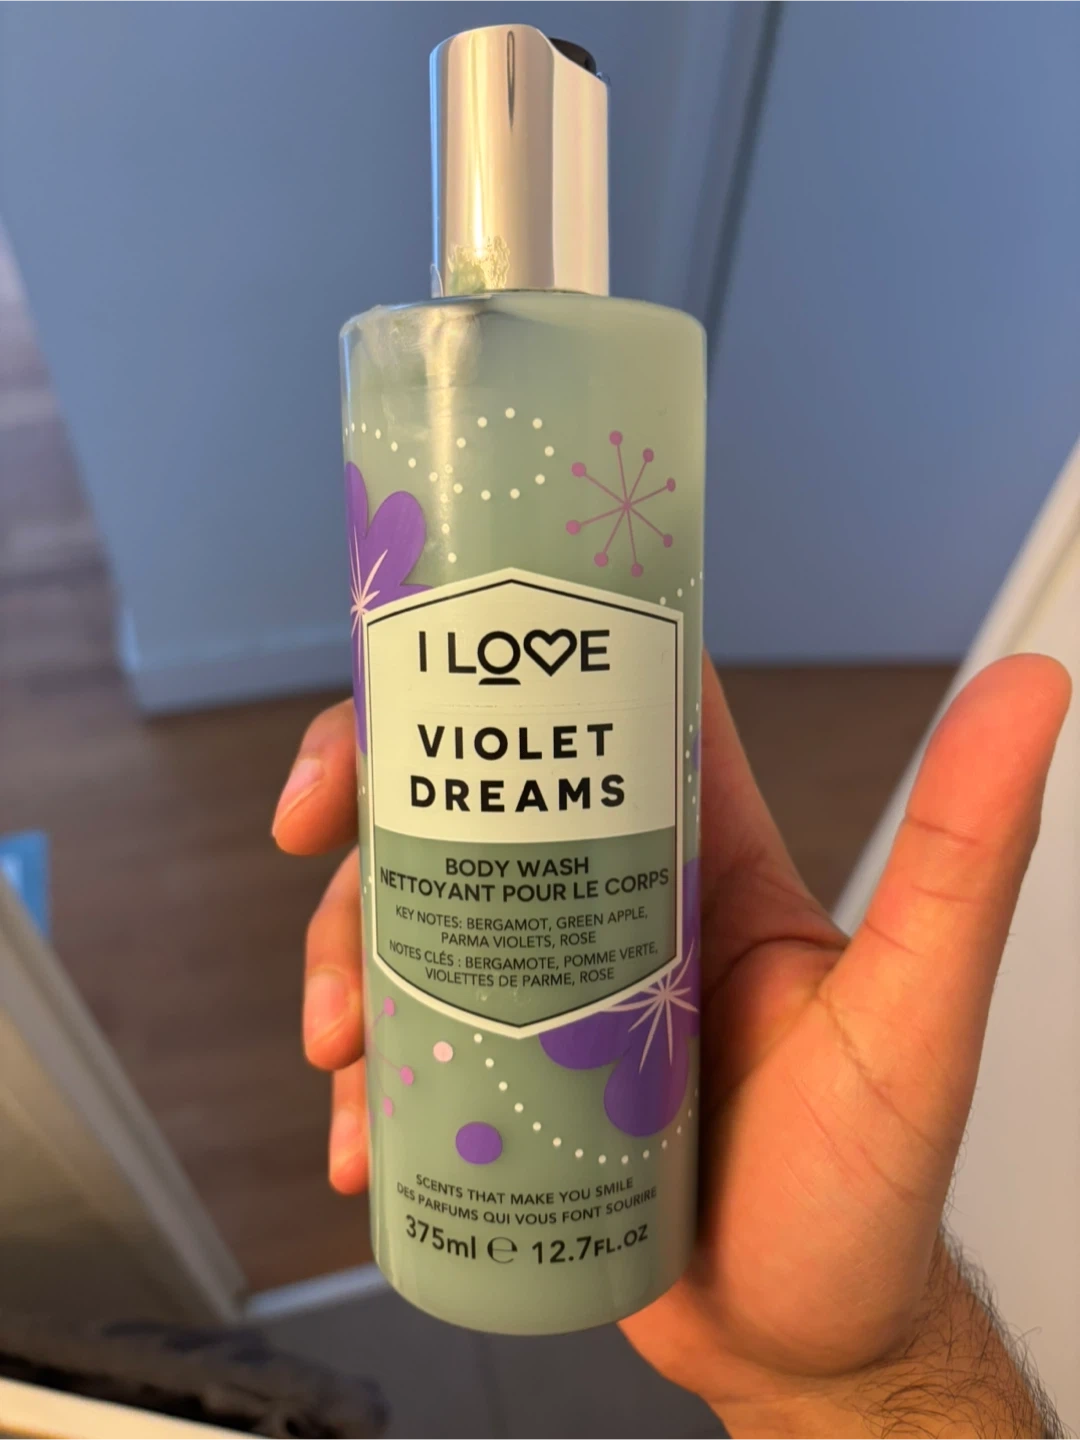 I LOVE
VIOLET
DREAMS
BODY WASH
NETTOYANT POUR LE CORPS
KEY NOTES: BERGAMOT, GREEN APPLE,
PARMA VIOLETS, ROSE
NOTES CLÉS : BERGAMOTE, POMME VERTE,
VIOLETTES DE PARME, ROSE
SCENTS THAT MAKE YOU SMILE
DES PARFUMS QUI VOUS FONT SOURIRE
375ml ℮ 12.7FL.OZ